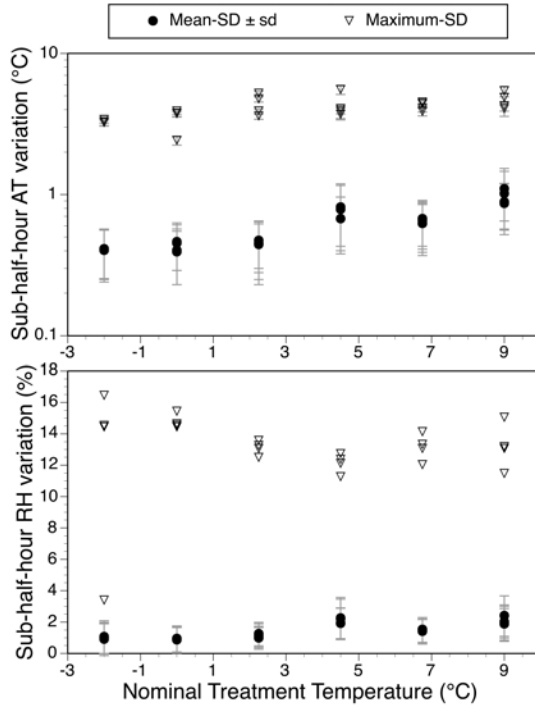 Mean-SD ± sd Maximum-SD
Sub-half-hour AT variation (°C)
10
1
0.1
-3 -1 1 3 5 7 9
Sub-half-hour RH variation (%)
18
16
14
12
10
8
6
4
2
0
-3 -1 1 3 5 7 9
Nominal Treatment Temperature (°C)